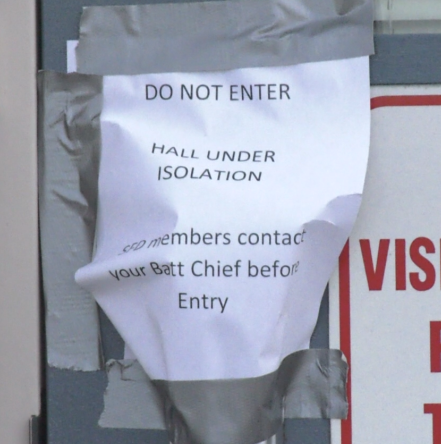 DO NOT ENTER
HALL UNDER
ISOLATION
members contact
your Batt Chief before
Entry